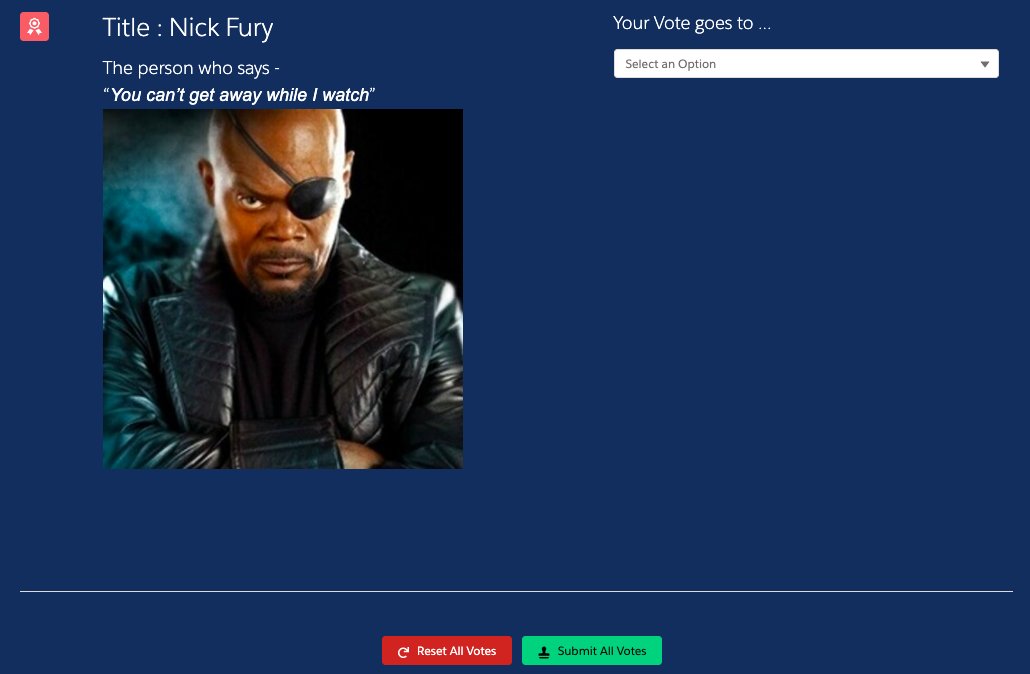 Title : Nick Fury
The person who says -
“You can’t get away while I watch”
Your Vote goes to ...
Select an Option
Reset All Votes
Submit All Votes